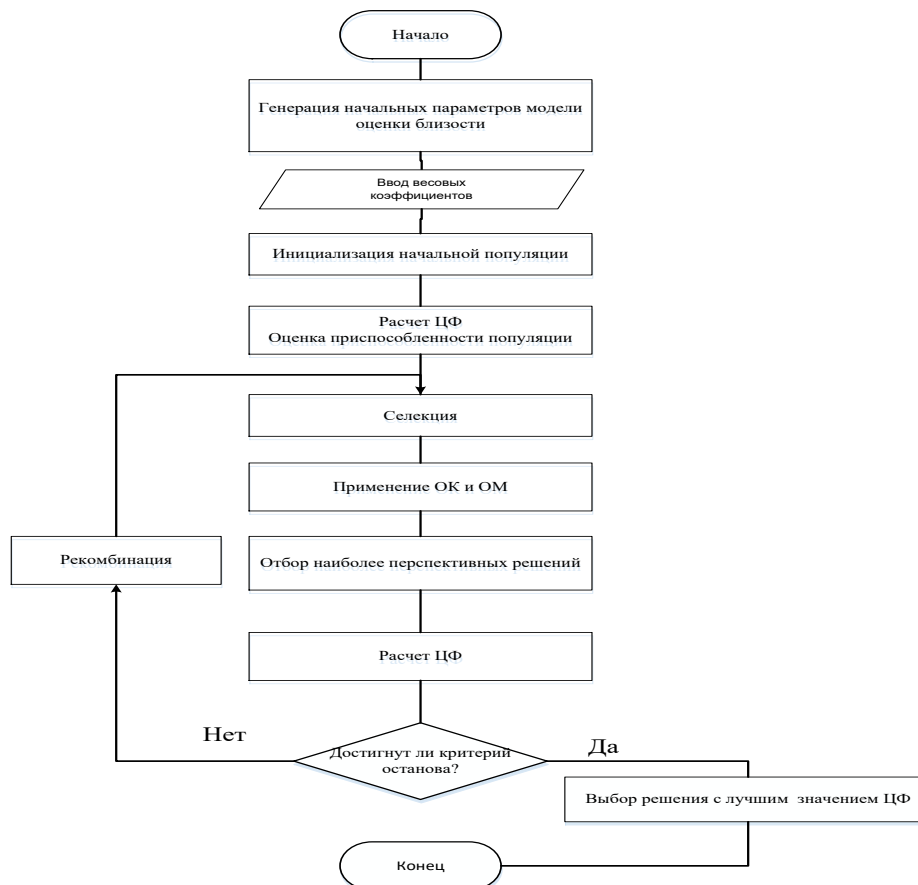 Начало
Генерация начальных параметров модели
оценки близости
Ввод весовых
коэффициентов
Инициализация начальной популяции
Расчет ЦФ
Оценка приспособленности популяции
Селекция
Применение ОК и ОМ
Рекомбинация
Отбор наиболее перспективных решений
Расчет ЦФ
Нет
Достигнут ли критерий
останова?
Да
Выбор решения с лучшим значением ЦФ
Конец